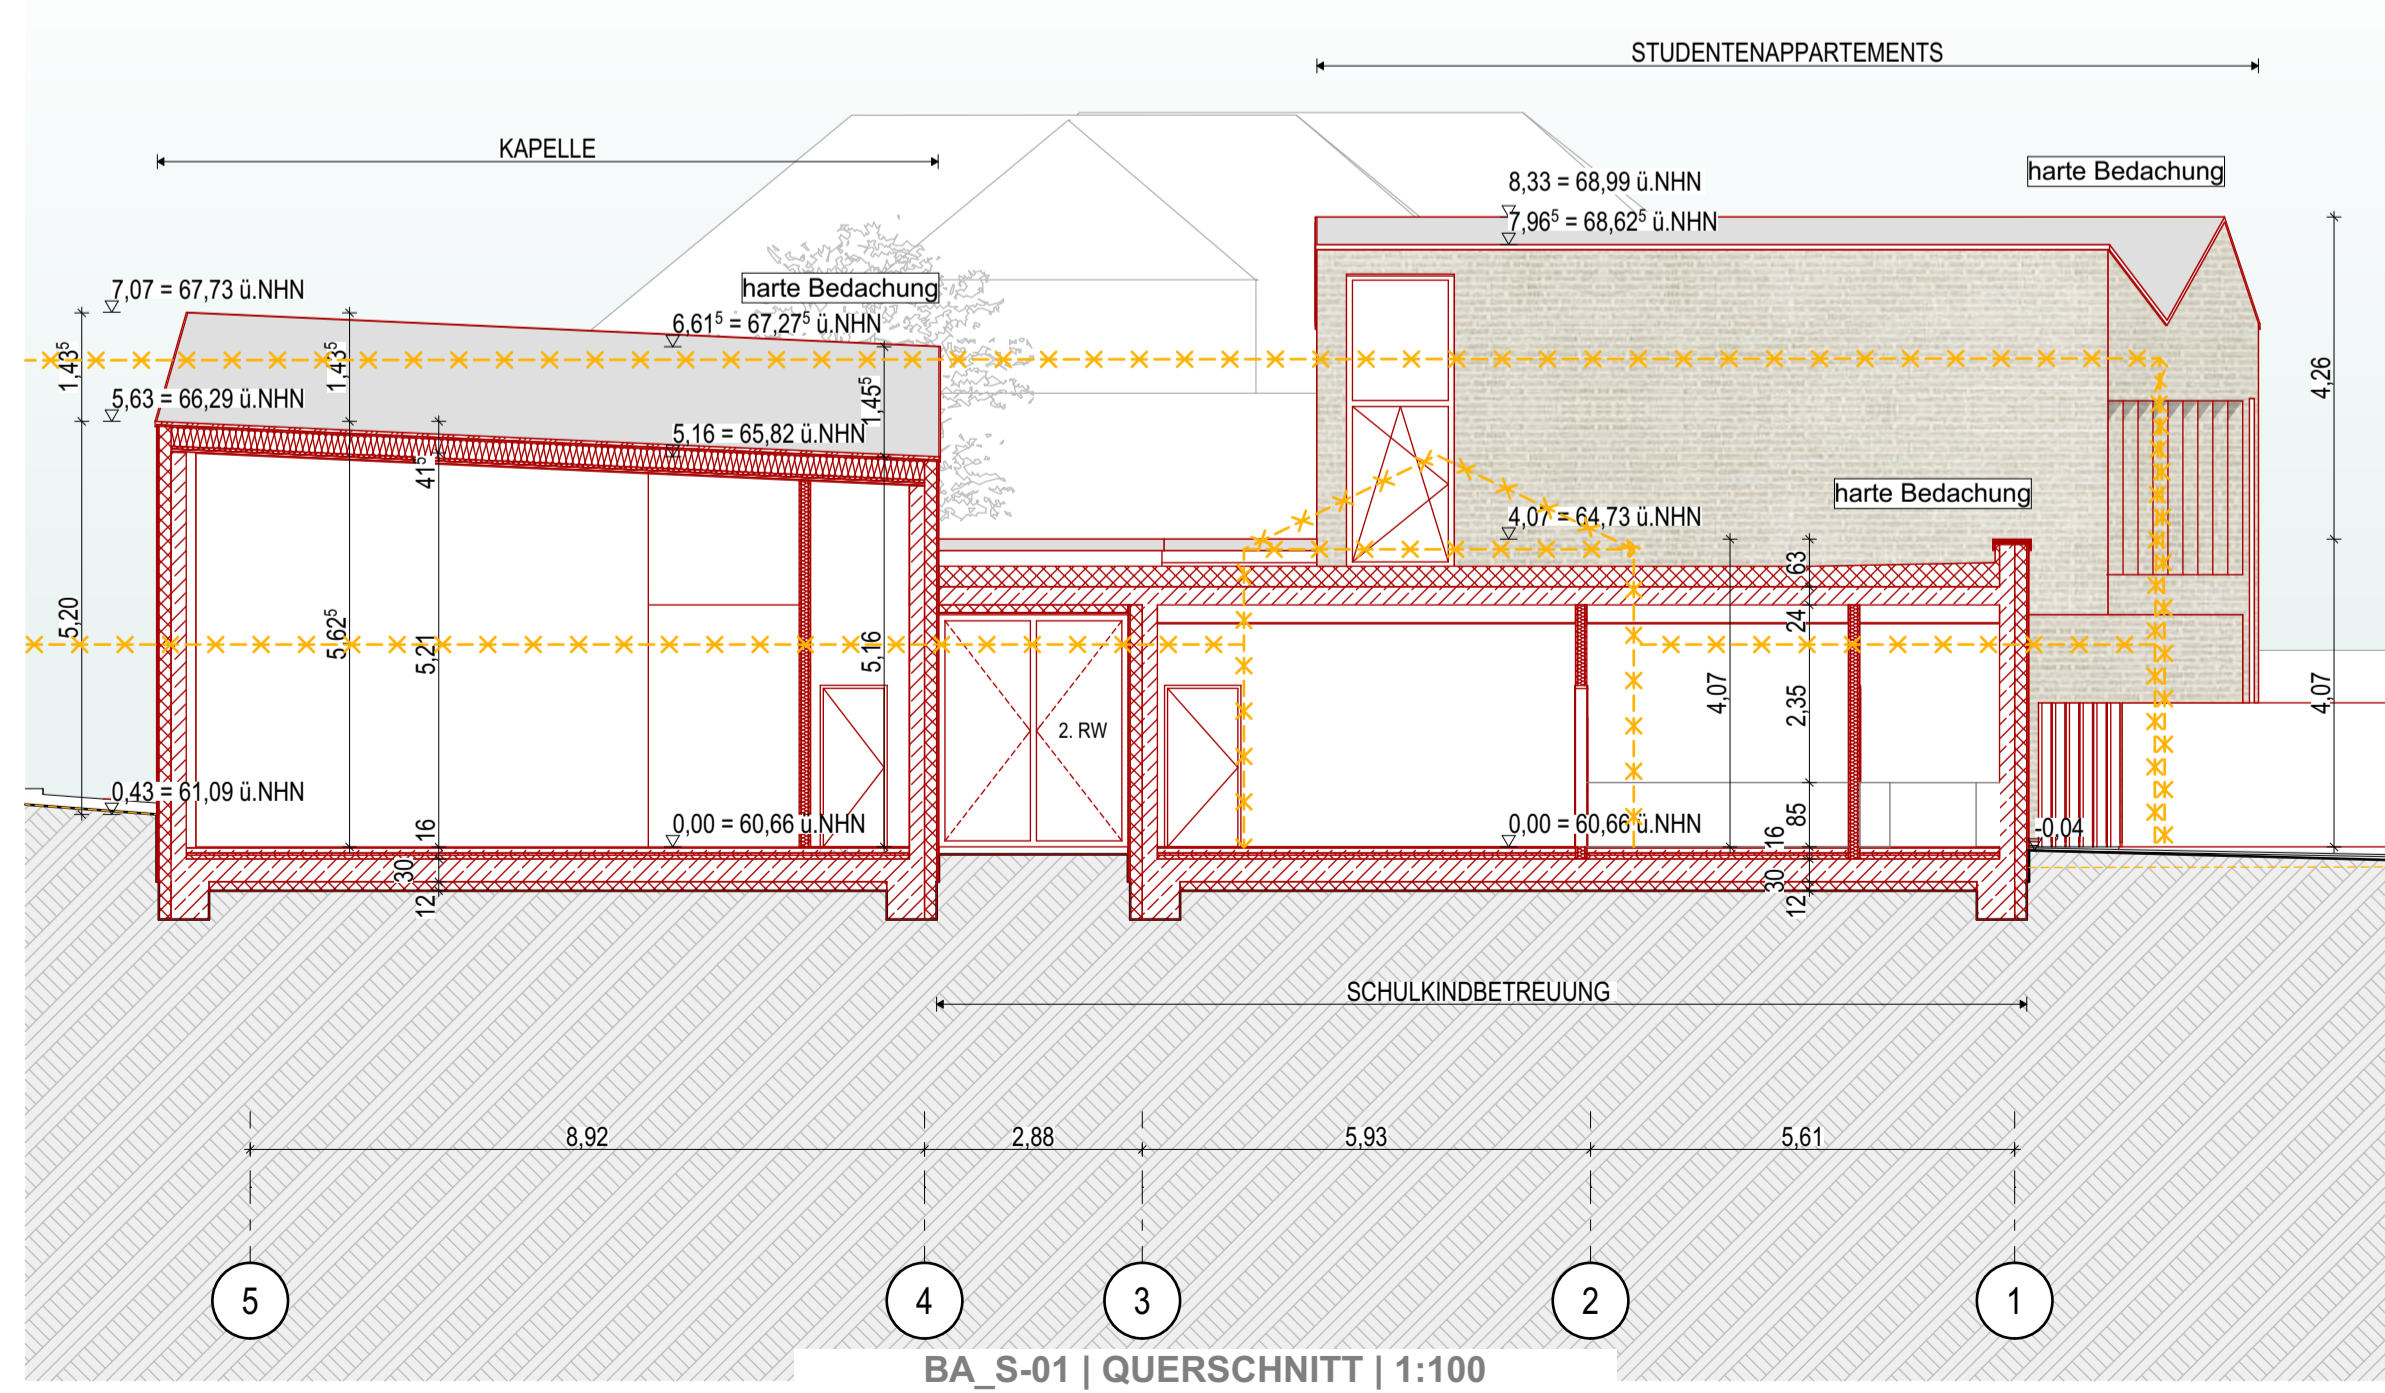 STUDENTENAPPARTEMENTS
KAPELLE
harte Bedachung
8,33 = 68,99 ü.NHN
7,96⁵ = 68,62⁵ ü.NHN
harte Bedachung
7,07 = 67,73 ü.NHN
6,61⁵ = 67,27⁵ ü.NHN
1,43⁵
1,43⁵
1,45⁵
4,26
5,63 = 66,29 ü.NHN
5,16 = 65,82 ü.NHN
41⁵
harte Bedachung
4,07 = 64,73 ü.NHN
63
24
5,20
5,62⁵
5,21
5,16
4,07
2,35
4,07
2. RW
0,43 = 61,09 ü.NHN
0,00 = 60,66 ü.NHN
0,00 = 60,66 ü.NHN
-0,04
85
16
16
30
30
12
12
SCHULKINDBETREUUNG
8,92
2,88
5,93
5,61
5
4
3
2
1
BA_S-01 | QUERSCHNITT | 1:100